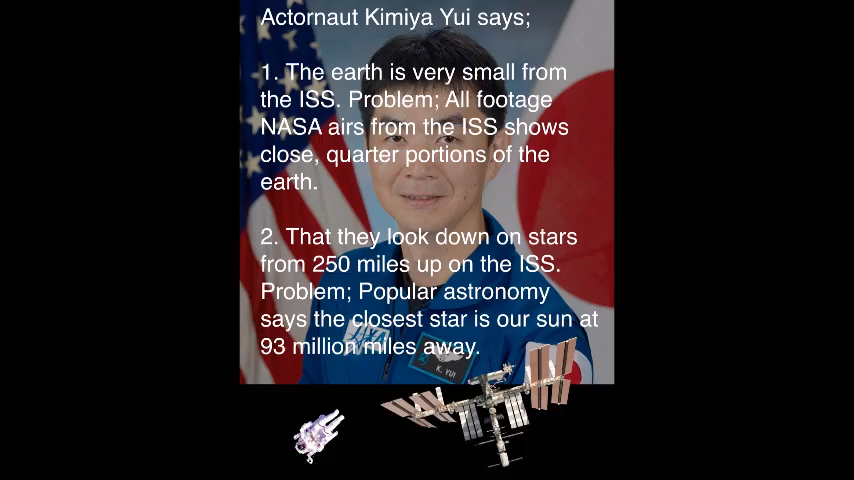 Actornaut Kimiya Yui says;
1. The earth is very small from
the ISS. Problem; All footage
NASA airs from the ISS shows
close, quarter portions of the
earth.
2. That they look down on stars
from 250 miles up on the ISS.
Problem; Popular astronomy
says the closest star is our sun at
93 million miles away.
K. YUI